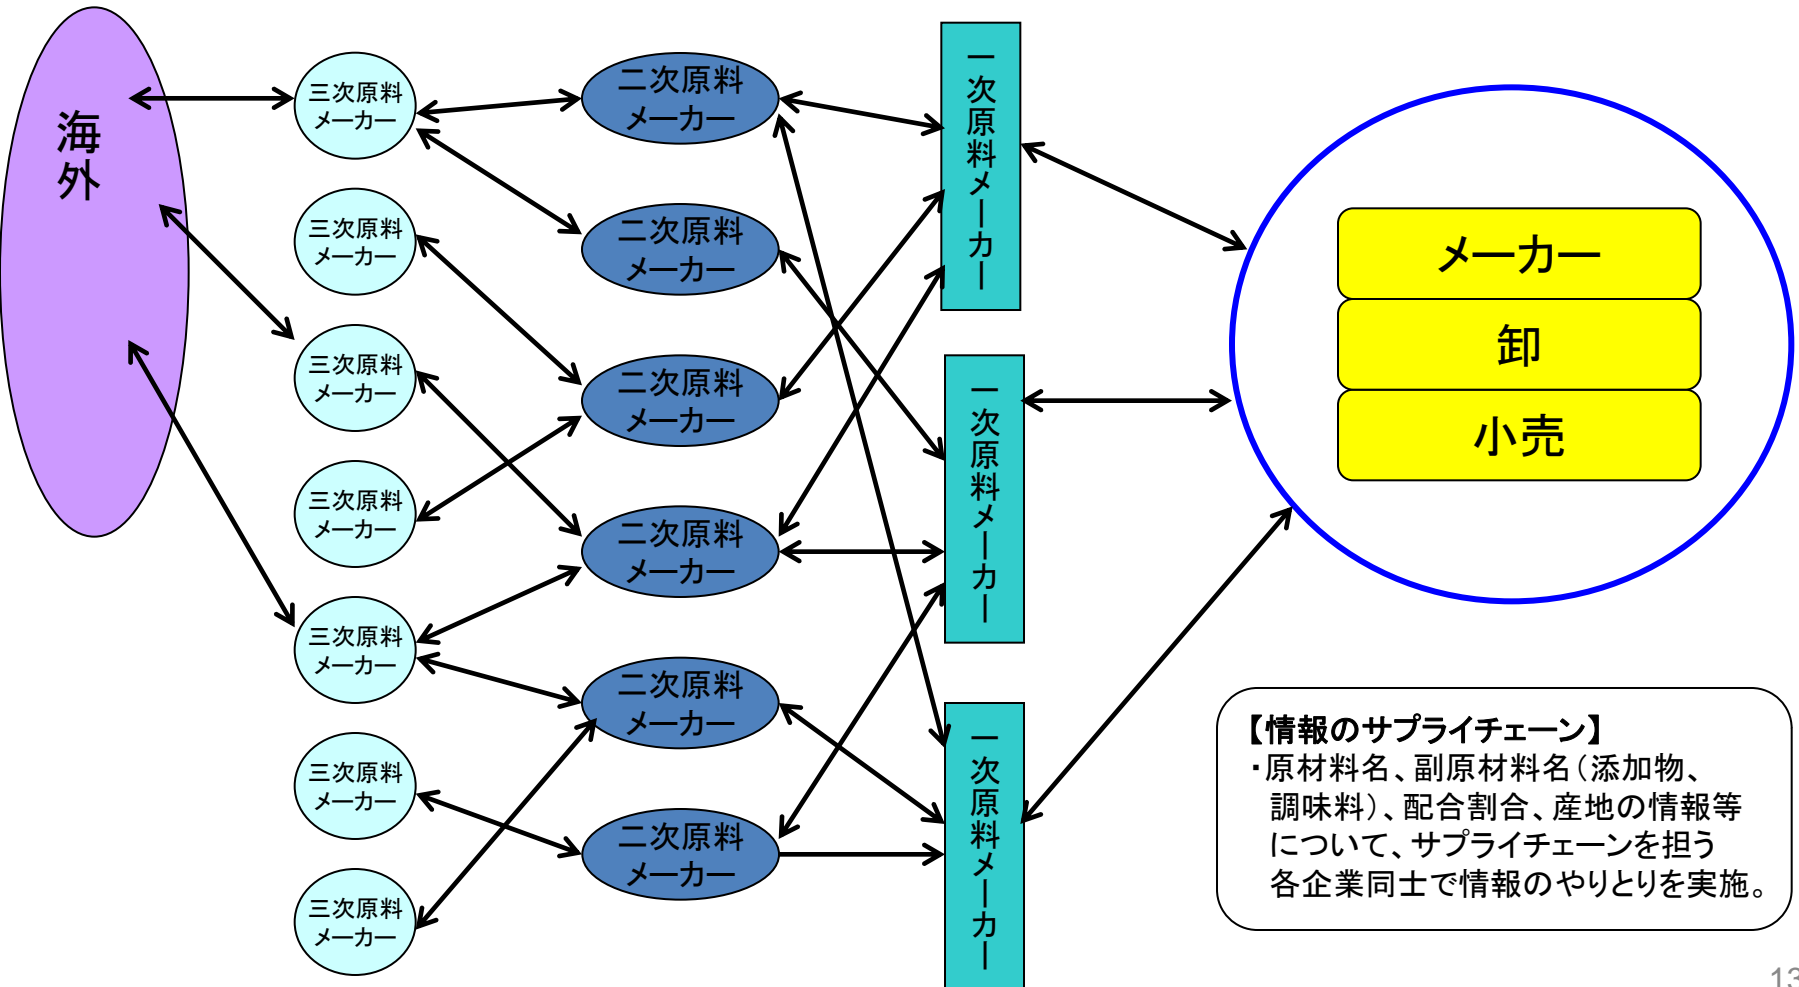 海外
三次原料
メーカー
三次原料
メーカー
三次原料
メーカー
三次原料
メーカー
三次原料
メーカー
三次原料
メーカー
三次原料
メーカー
二次原料
メーカー
二次原料
メーカー
二次原料
メーカー
二次原料
メーカー
二次原料
メーカー
二次原料
メーカー
一次原料メーカー
一次原料メーカー
一次原料メーカー
メーカー
卸
小売
【情報のサプライチェーン】
・原材料名、副原材料名（添加物、
調味料）、配合割合、産地の情報等
について、サプライチェーンを担う
各企業同士で情報のやりとりを実施。
13